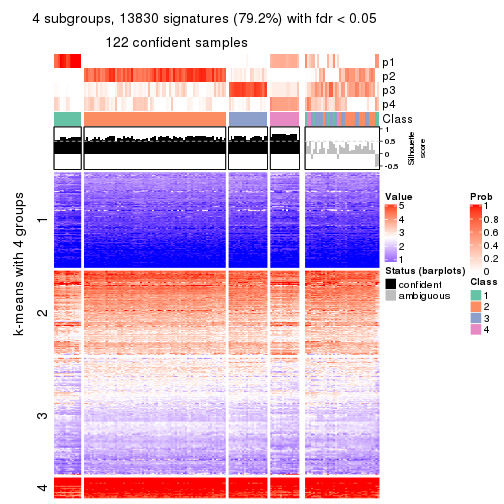 4 subgroups, 13830 signatures (79.2%) with fdr < 0.05
122 confident samples
p1
p2
p3
p4
Class
1
0.5
0
-0.5
Silhouette
score
k-means with 4 groups
1
2
3
4
Value
5
4
3
2
1
Status (barplots)
confident
ambiguous
Prob
1
0.8
0.6
0.4
0.2
0
Class
1
2
3
4